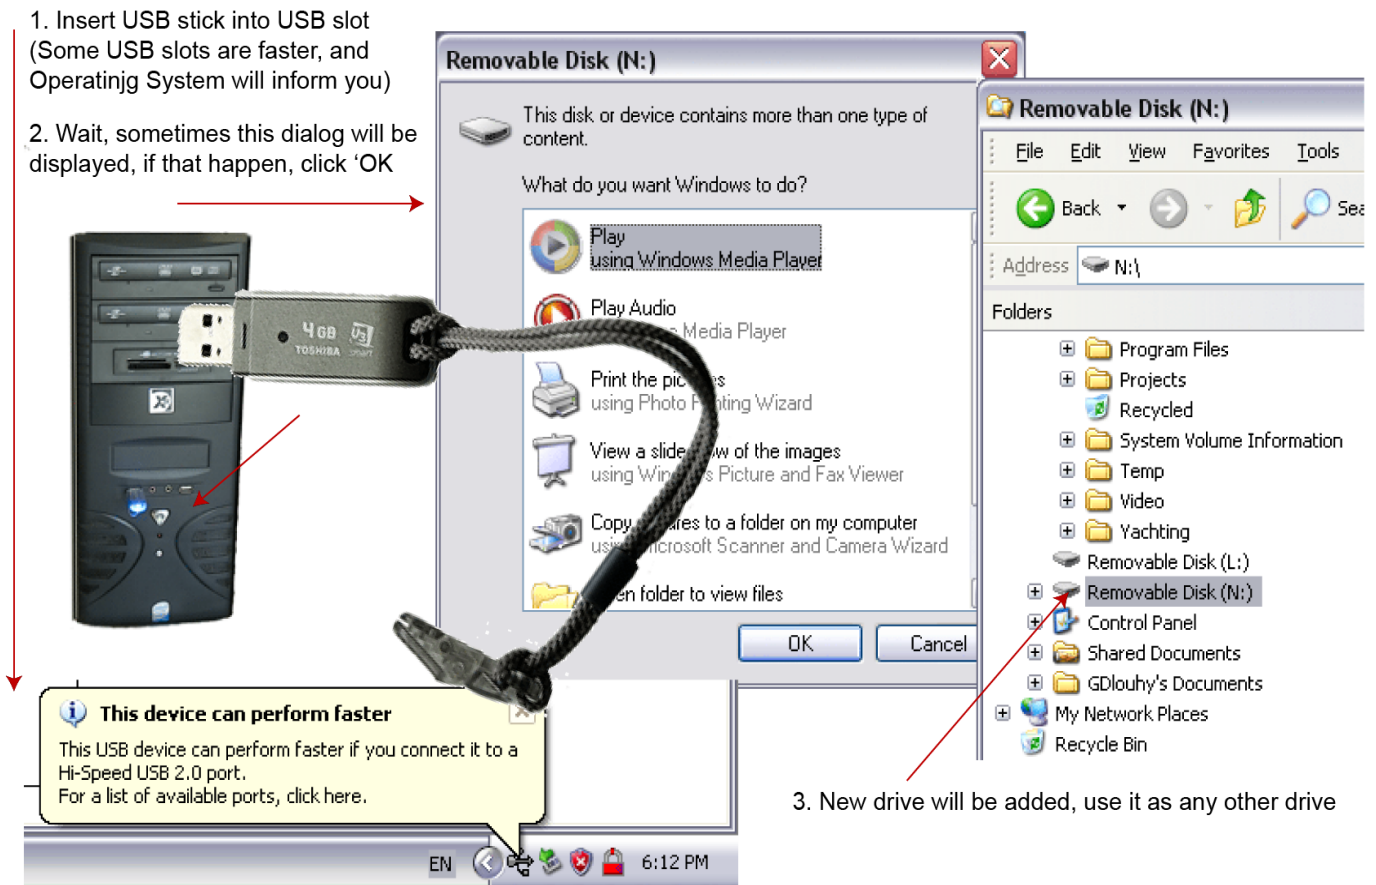 1. Insert USB stick into USB slot
(Some USB slots are faster, and
Operatinjg System will inform you)
2. Wait, sometimes this dialog will be
displayed, if that happen, click ‘OK
Removable Disk (N:)
This disk or device contains more than one type of
content.
What do you want Windows to do?
Play
using Windows Media Player
Play Audio
Media Player
Print the
using Photo Wizard
View a slide of the images
using Picture and Fax Viewer
Copy to a folder on my computer
Microsoft Scanner and Camera Wizard
folder to view files
OK
Cancel
4GB
U3
TOSHIBA smart
Removable Disk (N:)
File Edit View Favorites Tools
Back
Address N:\
Folders
Program Files
Projects
Recycled
System Volume Information
Temp
Video
Yachting
Removable Disk (L:)
Removable Disk (N:)
Control Panel
Shared Documents
GDlouhy's Documents
My Network Places
Recycle Bin
3. New drive will be added, use it as any other drive
This device can perform faster
This USB device can perform faster if you connect it to a
Hi-Speed USB 2.0 port.
For a list of available ports, click here.
EN
6:12 PM